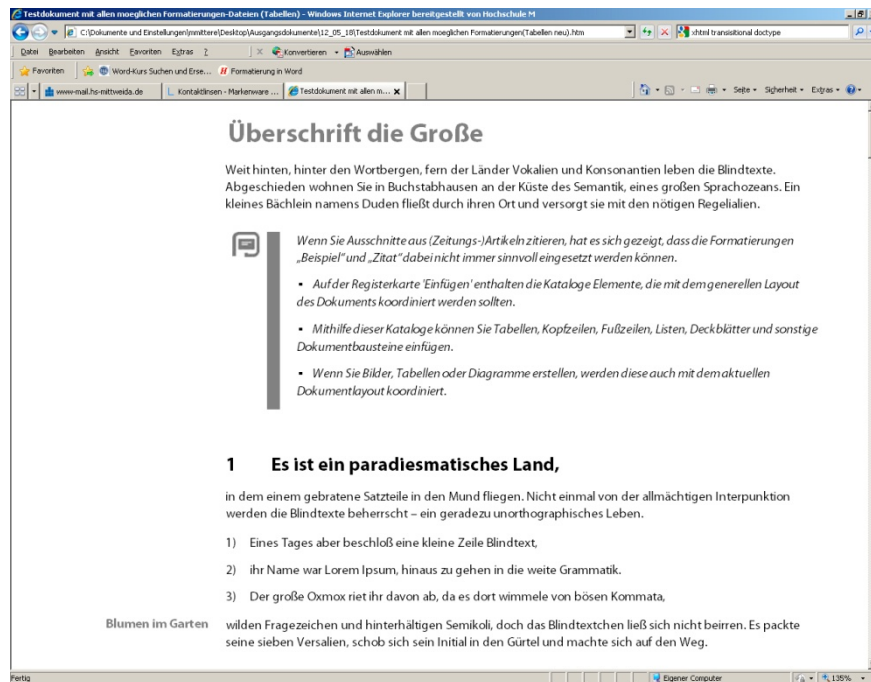 Testdokument mit allen moeglichen Formatierungen-Dateien (Tabellen) - Windows Internet Explorer bereitgestellt von Hochschule M
C:\Dokumente und Einstellungen\mmittere\Desktop\Ausgangsdokumente\12_05_18\Testdokument mit allen moeglichen Formatierungen(Tabellen neu).htm
xhtml transistional doctype
Datei Bearbeiten Ansicht Favoriten Extras ?
Konvertieren Auswählen
Favoriten Word-Kurs Suchen und Erse... Formatierung in Word
www-mail.hs-mittweida.de Kontaktlinsen - Markenware ... Testdokument mit allen m... Seite Sicherheit Extras
Überschrift die Große
Weit hinten, hinter den Wortbergen, fern der Länder Vokalien und Konsonantien leben die Blindtexte.
Abgeschieden wohnen Sie in Buchstabhausen an der Küste des Semantik, eines großen Sprachozeans. Ein
kleines Bächlein namens Duden fließt durch ihren Ort und versorgt sie mit den nötigen Regelialien.
Wenn Sie Ausschnitte aus (Zeitungs-)Artikeln zitieren, hat es sich gezeigt, dass die Formatierungen
„Beispiel“ und „Zitat“ dabei nicht immer sinnvoll eingesetzt werden können.
▪ Auf der Registerkarte 'Einfügen' enthalten die Kataloge Elemente, die mit dem generellen Layout
des Dokuments koordiniert werden sollten.
▪ Mithilfe dieser Kataloge können Sie Tabellen, Kopfzeilen, Fußzeilen, Listen, Deckblätter und sonstige
Dokumentbausteine einfügen.
▪ Wenn Sie Bilder, Tabellen oder Diagramme erstellen, werden diese auch mit dem aktuellen
Dokumentlayout koordiniert.
1 Es ist ein paradiesmatisches Land,
in dem einem gebratene Satzteile in den Mund fliegen. Nicht einmal von der allmächtigen Interpunktion
werden die Blindtexte beherrscht – ein geradezu unorthographisches Leben.
1) Eines Tages aber beschloß eine kleine Zeile Blindtext,
2) ihr Name war Lorem Ipsum, hinaus zu gehen in die weite Grammatik.
3) Der große Oxmox riet ihr davon ab, da es dort wimmele von bösen Kommata,
Blumen im Garten wilden Fragezeichen und hinterhältigen Semikoli, doch das Blindtextchen ließ sich nicht beirren. Es packte
seine sieben Versalien, schob sich sein Initial in den Gürtel und machte sich auf den Weg.
Fertig Eigener Computer 135%